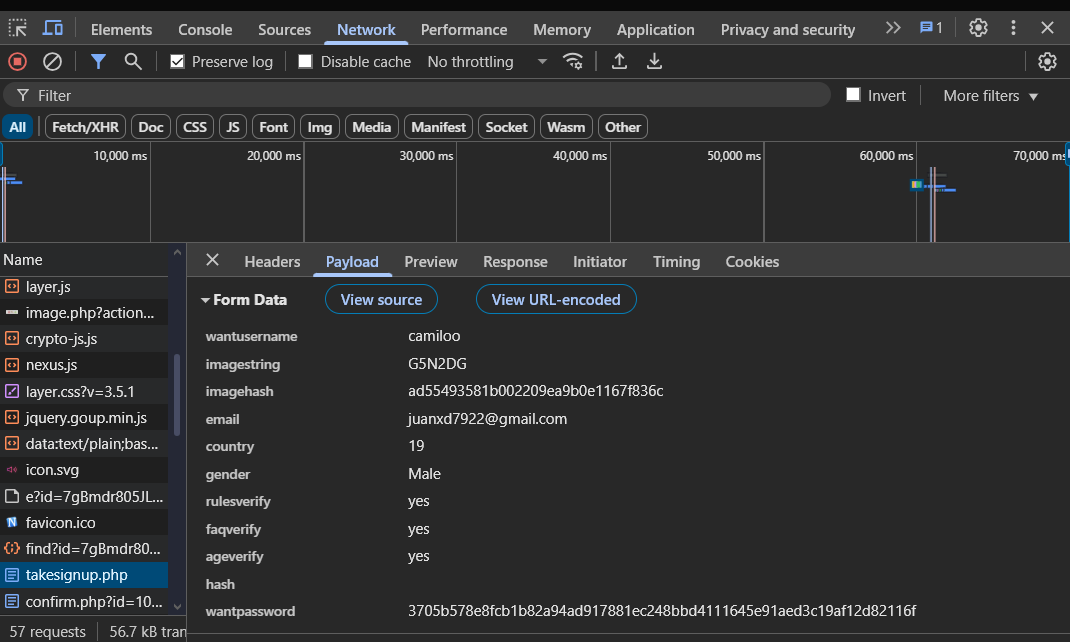 Elements Console Sources Network Performance Memory Application Privacy and security 1
Preserve log Disable cache No throttling
Filter Invert More filters
All Fetch/XHR Doc CSS JS Font Img Media Manifest Socket Wasm Other
10,000 ms 20,000 ms 30,000 ms 40,000 ms 50,000 ms 60,000 ms 70,000 ms
Name Headers Payload Preview Response Initiator Timing Cookies
layer.js
image.php?action...
crypto-js.js
nexus.js
layer.css?v=3.5.1
jquery.goup.min.js
data:text/plain;bas...
icon.svg
e?id=7gBmdr805JL...
favicon.ico
find?id=7gBmdr80...
takesignup.php
confirm.php?id=10...
57 requests 56.7 kB tran
Form Data View source View URL-encoded
wantusername camiloo
imagestring G5N2DG
imagehash ad55493581b002209ea9b0e1167f836c
email juanxd7922@gmail.com
country 19
gender Male
rulesverify yes
faqverify yes
ageverify yes
hash
wantpassword 3705b578e8fcb1b82a94ad917881ec248bbd4111645e91aed3c19af12d82116f